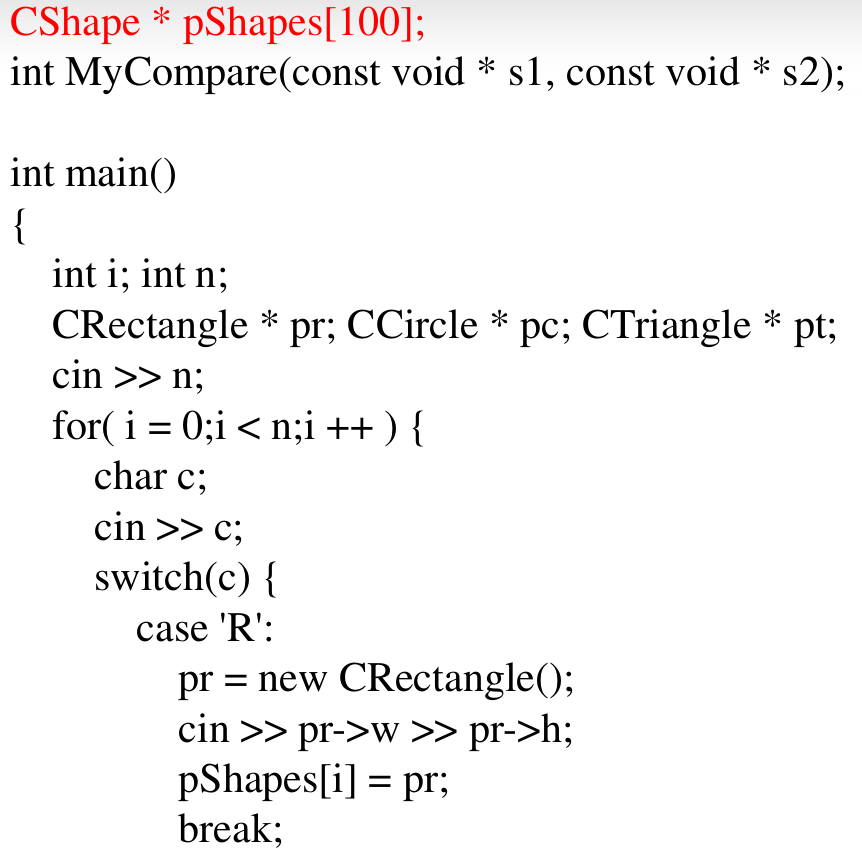 CShape * pShapes[100];
int MyCompare(const void * s1, const void * s2);
int main()
{
int i; int n;
CRectangle * pr; CCircle * pc; CTriangle * pt;
cin >> n;
for( i = 0;i < n;i ++ ) {
char c;
cin >> c;
switch(c) {
case 'R':
pr = new CRectangle();
cin >> pr->w >> pr->h;
pShapes[i] = pr;
break;